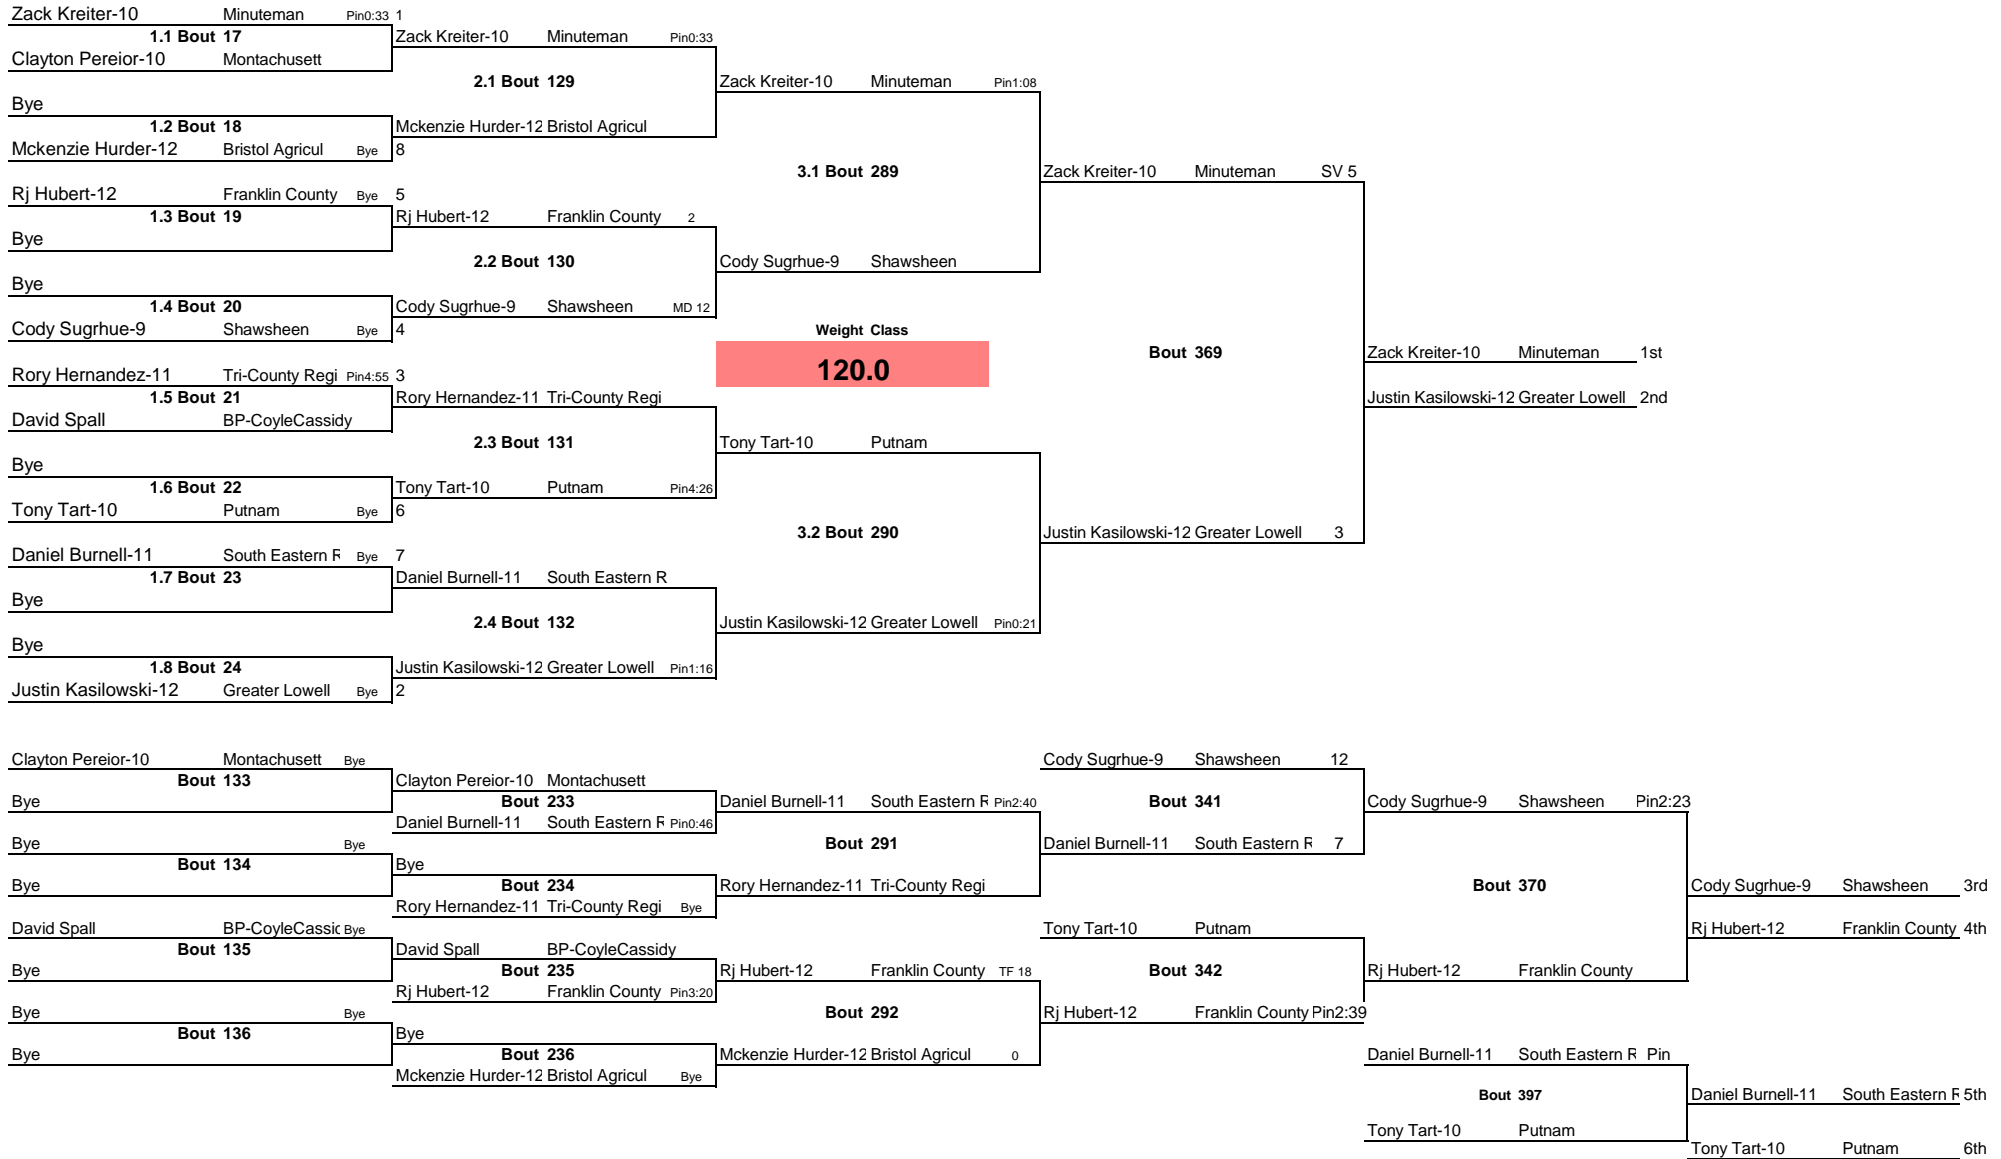 Zack Kreiter-10 Minuteman Pin0:33 1
1.1 Bout 17 Zack Kreiter-10 Minuteman Pin0:33
Clayton Pereior-10 Montachusett
2.1 Bout 129 Zack Kreiter-10 Minuteman Pin1:08
Bye
1.2 Bout 18 Mckenzie Hurder-12 Bristol Agricul
Mckenzie Hurder-12 Bristol Agricul Bye 8
3.1 Bout 289 Zack Kreiter-10 Minuteman SV 5
Rj Hubert-12 Franklin County Bye 5
1.3 Bout 19 Rj Hubert-12 Franklin County 2
Bye
2.2 Bout 130 Cody Sugrhue-9 Shawsheen
Bye
1.4 Bout 20 Cody Sugrhue-9 Shawsheen MD 12
Cody Sugrhue-9 Shawsheen Bye 4 Weight Class
Bout 369 Zack Kreiter-10 Minuteman 1st
Rory Hernandez-11 Tri-County Regi Pin4:55 3 120.0
1.5 Bout 21 Rory Hernandez-11 Tri-County Regi Justin Kasilowski-12 Greater Lowell 2nd
David Spall BP-CoyleCassidy
2.3 Bout 131 Tony Tart-10 Putnam
Bye
1.6 Bout 22 Tony Tart-10 Putnam Pin4:26
Tony Tart-10 Putnam Bye 6
3.2 Bout 290 Justin Kasilowski-12 Greater Lowell 3
Daniel Burnell-11 South Eastern R Bye 7
1.7 Bout 23 Daniel Burnell-11 South Eastern R
Bye
2.4 Bout 132 Justin Kasilowski-12 Greater Lowell Pin0:21
Bye
1.8 Bout 24 Justin Kasilowski-12 Greater Lowell Pin1:16
Justin Kasilowski-12 Greater Lowell Bye 2
Clayton Pereior-10 Montachusett Bye Cody Sugrhue-9 Shawsheen 12
Bout 133 Clayton Pereior-10 Montachusett
Bye Bout 233 Daniel Burnell-11 South Eastern R Pin2:40 Bout 341 Cody Sugrhue-9 Shawsheen Pin2:23
Daniel Burnell-11 South Eastern R Pin0:46
Bye Bye Bout 291 Daniel Burnell-11 South Eastern R 7
Bout 134 Bye
Bye Bout 234 Rory Hernandez-11 Tri-County Regi Bout 370 Cody Sugrhue-9 Shawsheen 3rd
Rory Hernandez-11 Tri-County Regi Bye
David Spall BP-CoyleCassic Bye Tony Tart-10 Putnam Rj Hubert-12 Franklin County 4th
Bout 135 David Spall BP-CoyleCassidy
Bye Bout 235 Rj Hubert-12 Franklin County TF 18 Bout 342 Rj Hubert-12 Franklin County
Rj Hubert-12 Franklin County Pin3:20
Bye Bye Bout 292 Rj Hubert-12 Franklin County Pin2:39
Bout 136 Bye
Bye Bout 236 Mckenzie Hurder-12 Bristol Agricul 0 Daniel Burnell-11 South Eastern R Pin
Mckenzie Hurder-12 Bristol Agricul Bye
Bout 397 Daniel Burnell-11 South Eastern R 5th
Tony Tart-10 Putnam
Tony Tart-10 Putnam 6th